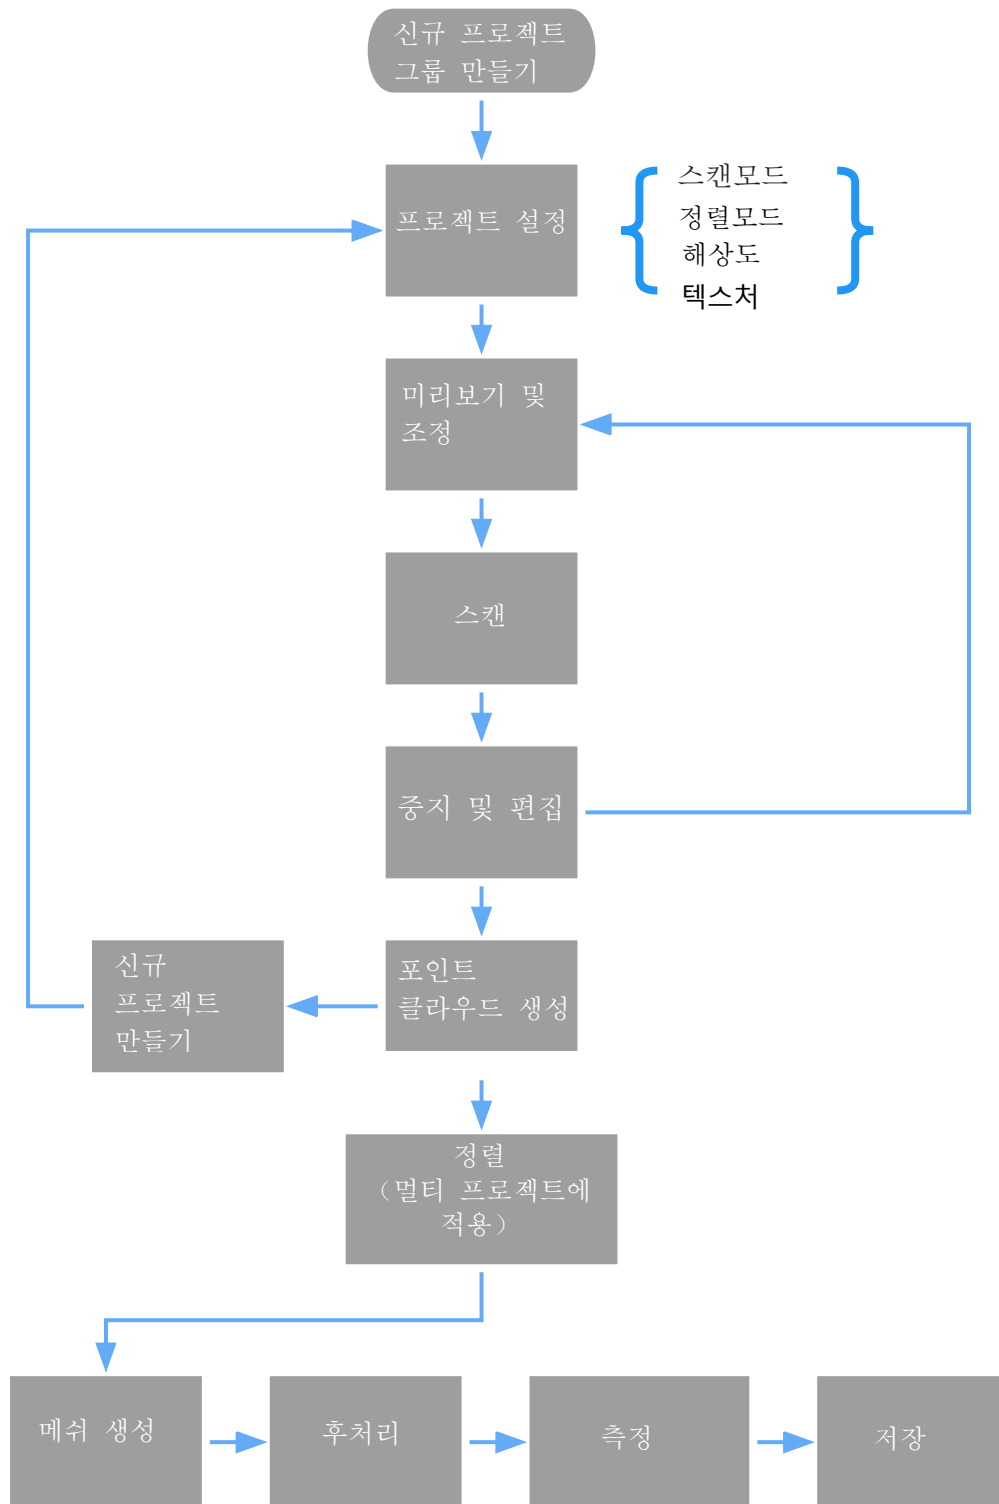 신규 프로젝트
그룹 만들기
프로젝트 설정
스캔모드
정렬모드
해상도
텍스처
미리보기 및
조정
스캔
중지 및 편집
포인트
클라우드 생성
신규
프로젝트
만들기
정렬
(멀티 프로젝트에
적용)
메쉬 생성
후처리
측정
저장